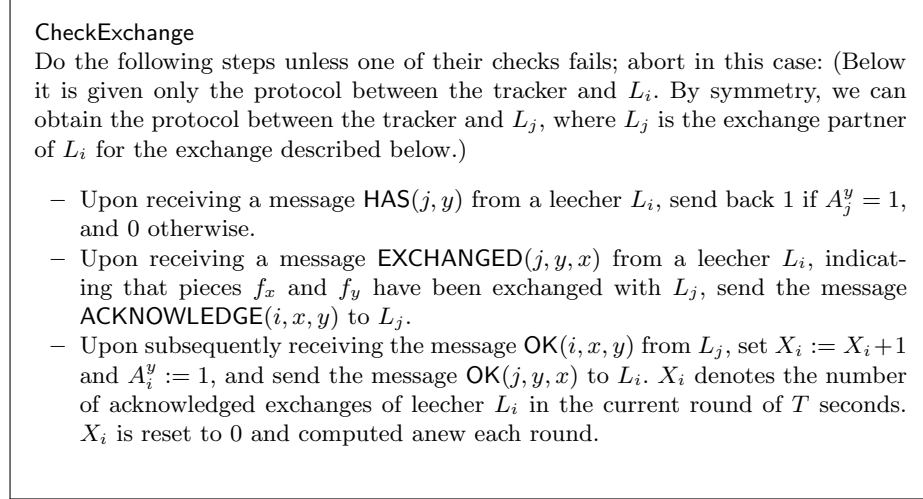 CheckExchange
Do the following steps unless one of their checks fails; abort in this case: (Below
it is given only the protocol between the tracker and L_i. By symmetry, we can
obtain the protocol between the tracker and L_j, where L_j is the exchange partner
of L_i for the exchange described below.)
– Upon receiving a message HAS(j, y) from a leecher L_i, send back 1 if A_j^y = 1,
and 0 otherwise.
– Upon receiving a message EXCHANGED(j, y, x) from a leecher L_i, indicat-
ing that pieces f_x and f_y have been exchanged with L_j, send the message
ACKNOWLEDGE(i, x, y) to L_j.
– Upon subsequently receiving the message OK(i, x, y) from L_j, set X_i := X_i+1
and A_i^y := 1, and send the message OK(j, y, x) to L_i. X_i denotes the number
of acknowledged exchanges of leecher L_i in the current round of T seconds.
X_i is reset to 0 and computed anew each round.